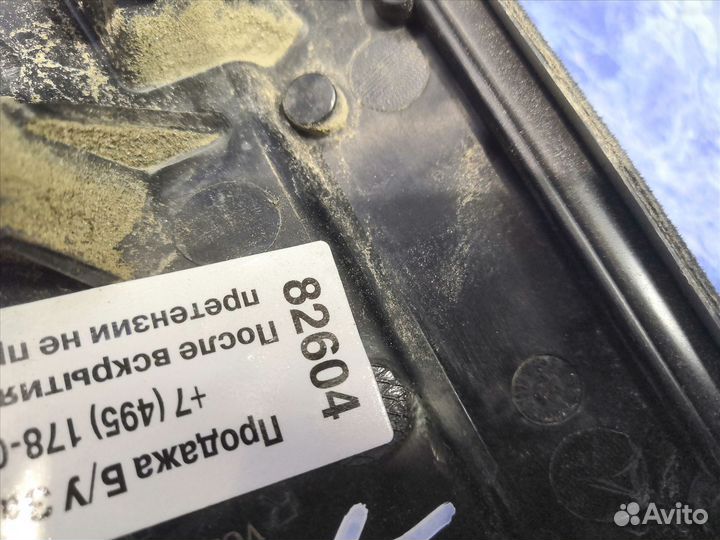 Продажа Б/У
+7 (495) 178-
После вскрытия
претензии не
82604
Avito